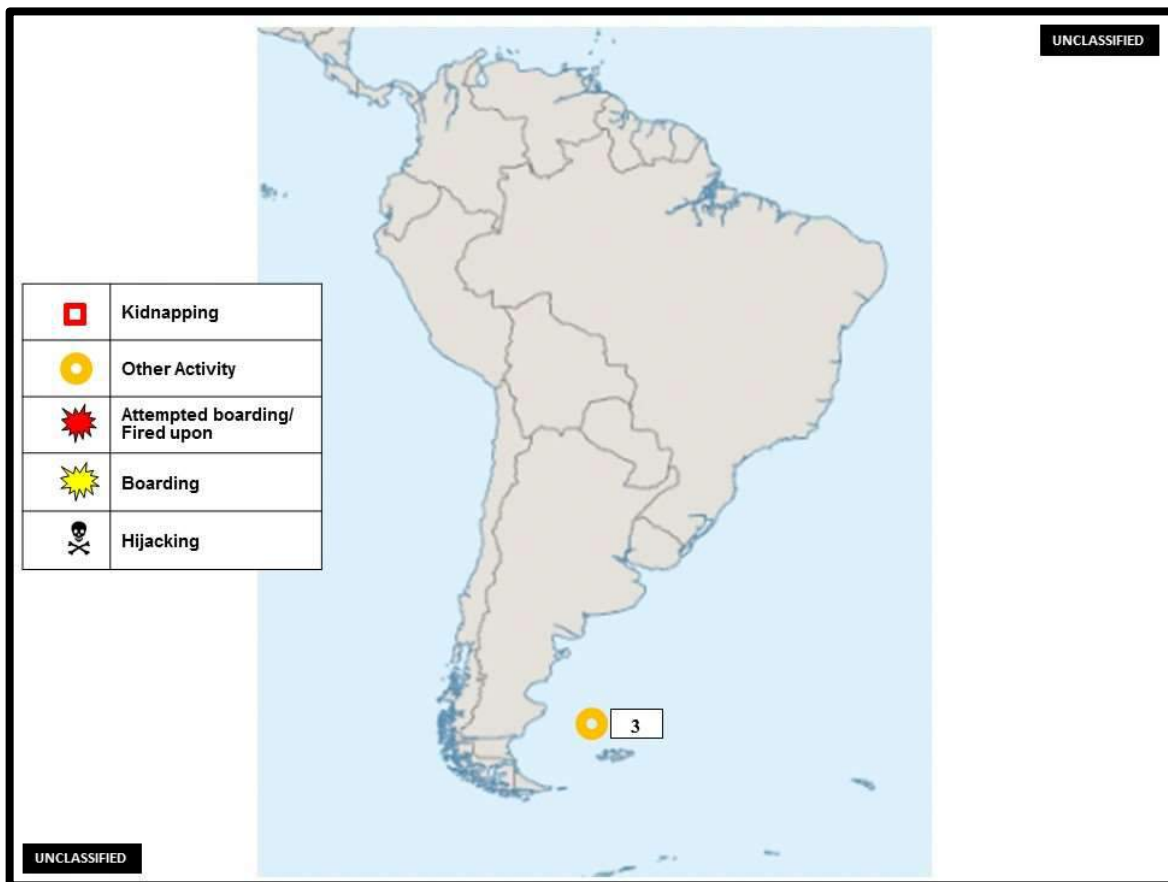 UNCLASSIFIED
Kidnapping
Other Activity
Attempted boarding/
Fired upon
Boarding
Hijacking
3
UNCLASSIFIED